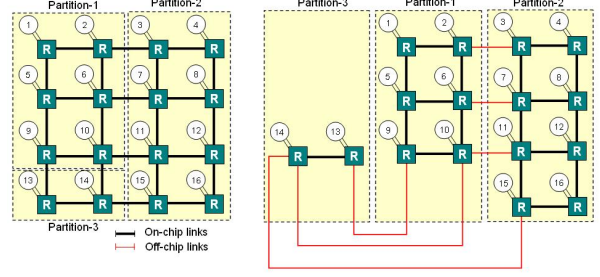 Partition-1 Partition-2 Partition-3 Partition-1 Partition-2
1 2 3 4 1 2 3 4
R R R R R R R R
5 6 7 8 5 6 7 8
R R R R R R R R
9 10 11 12 14 13 9 10 11 12
R R R R R R R R R R
13 14 15 16 15 16
R R R R R R
Partition-3
On-chip links
Off-chip links